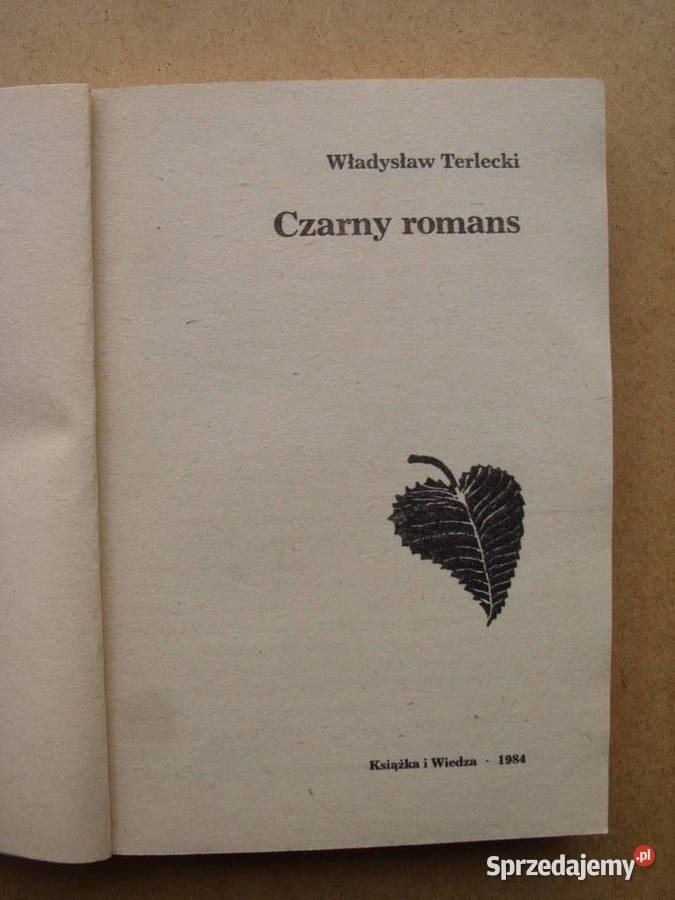 Władysław Terlecki
Czarny romans
Książka i Wiedza · 1984
Sprzedajemy.pl